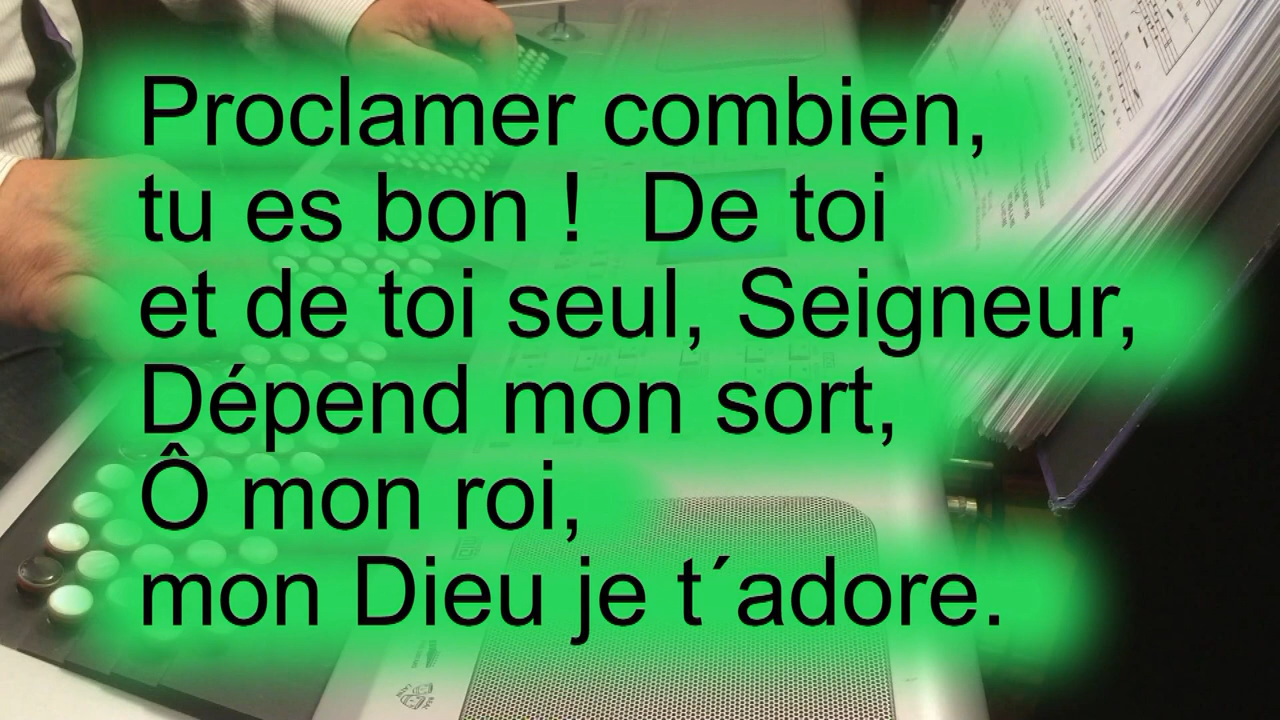 Proclamer combien,
tu es bon !  De toi
et de toi seul, Seigneur,
Dépend mon sort,
Ô mon roi,
mon Dieu je t´adore.